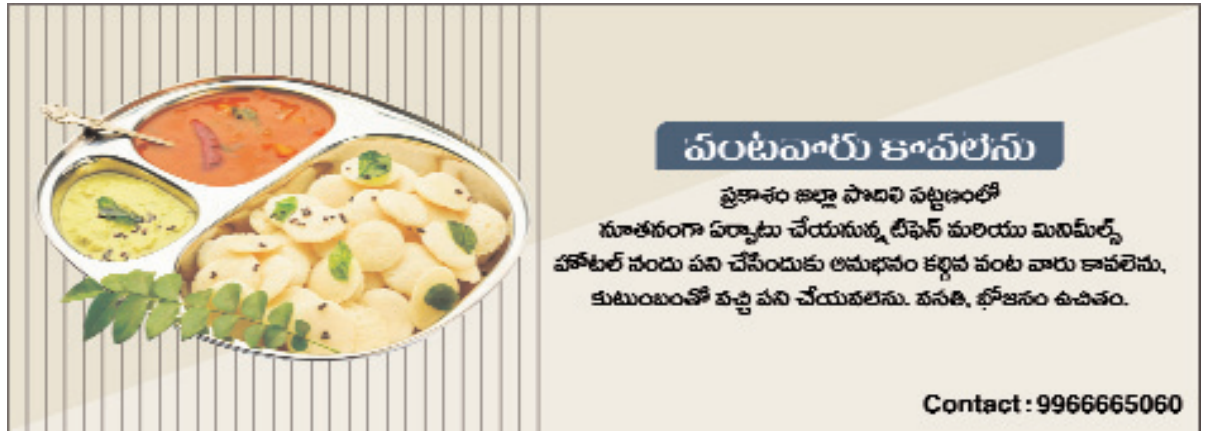 వంటవారు కావలెను
ప్రకాశం జిల్లా పొదిలి పట్టణంలో
నూతనంగా ఏర్పాటు చేయనున్న టిఫెన్ మరియు మినిమీల్స్
హోటల్ నందు పని చేసేందుకు అనుభవం కల్గిన వంట వారు కావలెను.
కుటుంబంతో వచ్చి పని చేయవలెను. వసతి, భోజనం ఉచితం.
Contact : 9966665060